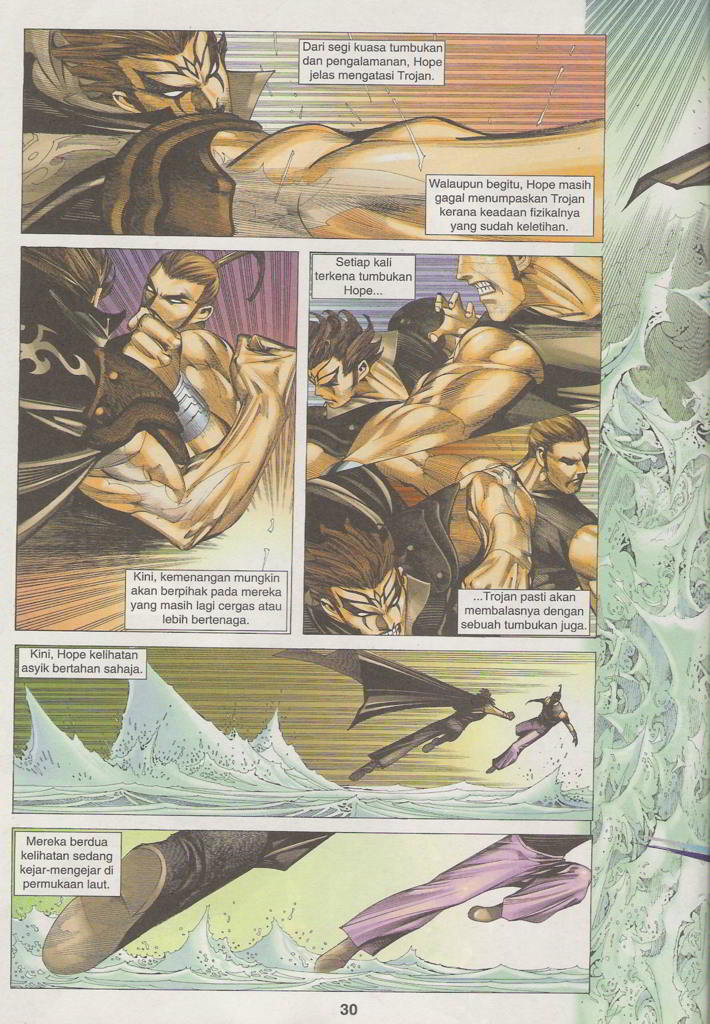 Dari segi kuasa tumbukan
dan pengalamanan, Hope
jelas mengatasi Trojan.
Walaupun begitu, Hope masih
gagal menumpaskan Trojan
kerana keadaan fizikalnya
yang sudah keletihan.
Kini, kemenangan mungkin
akan berpihak pada mereka
yang masih lagi cergas atau
lebih bertenaga.
Setiap kali
terkena tumbukan
Hope...
...Trojan pasti akan
membalasnya dengan
sebuah tumbukan juga.
Kini, Hope kelihatan
asyik bertahan sahaja.
Mereka berdua
kelihatan sedang
kejar-mengejar di
permukaan laut.
30